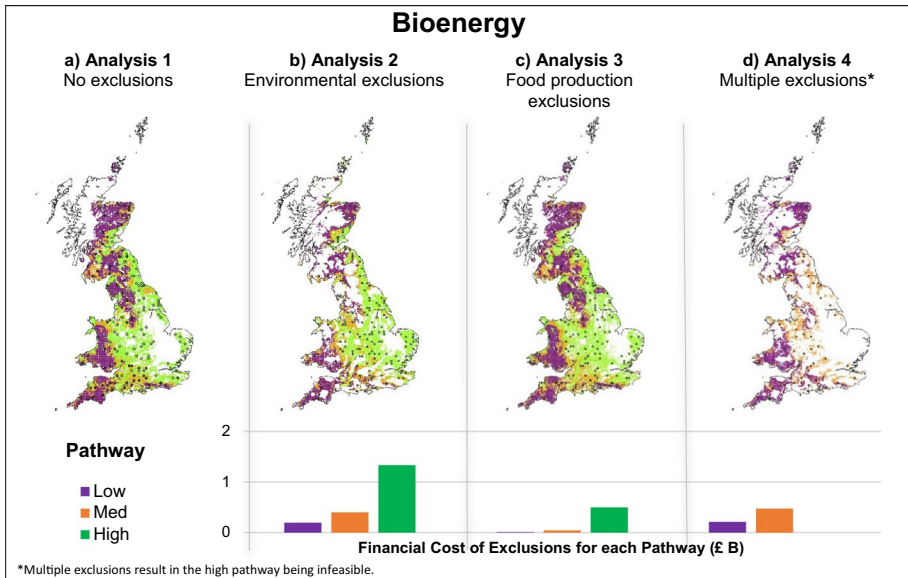 Bioenergy
a) Analysis 1
No exclusions
b) Analysis 2
Environmental exclusions
c) Analysis 3
Food production
exclusions
d) Analysis 4
Multiple exclusions*
Pathway
Low
Med
High
2
1
0
Financial Cost of Exclusions for each Pathway (£ B)
*Multiple exclusions result in the high pathway being infeasible.